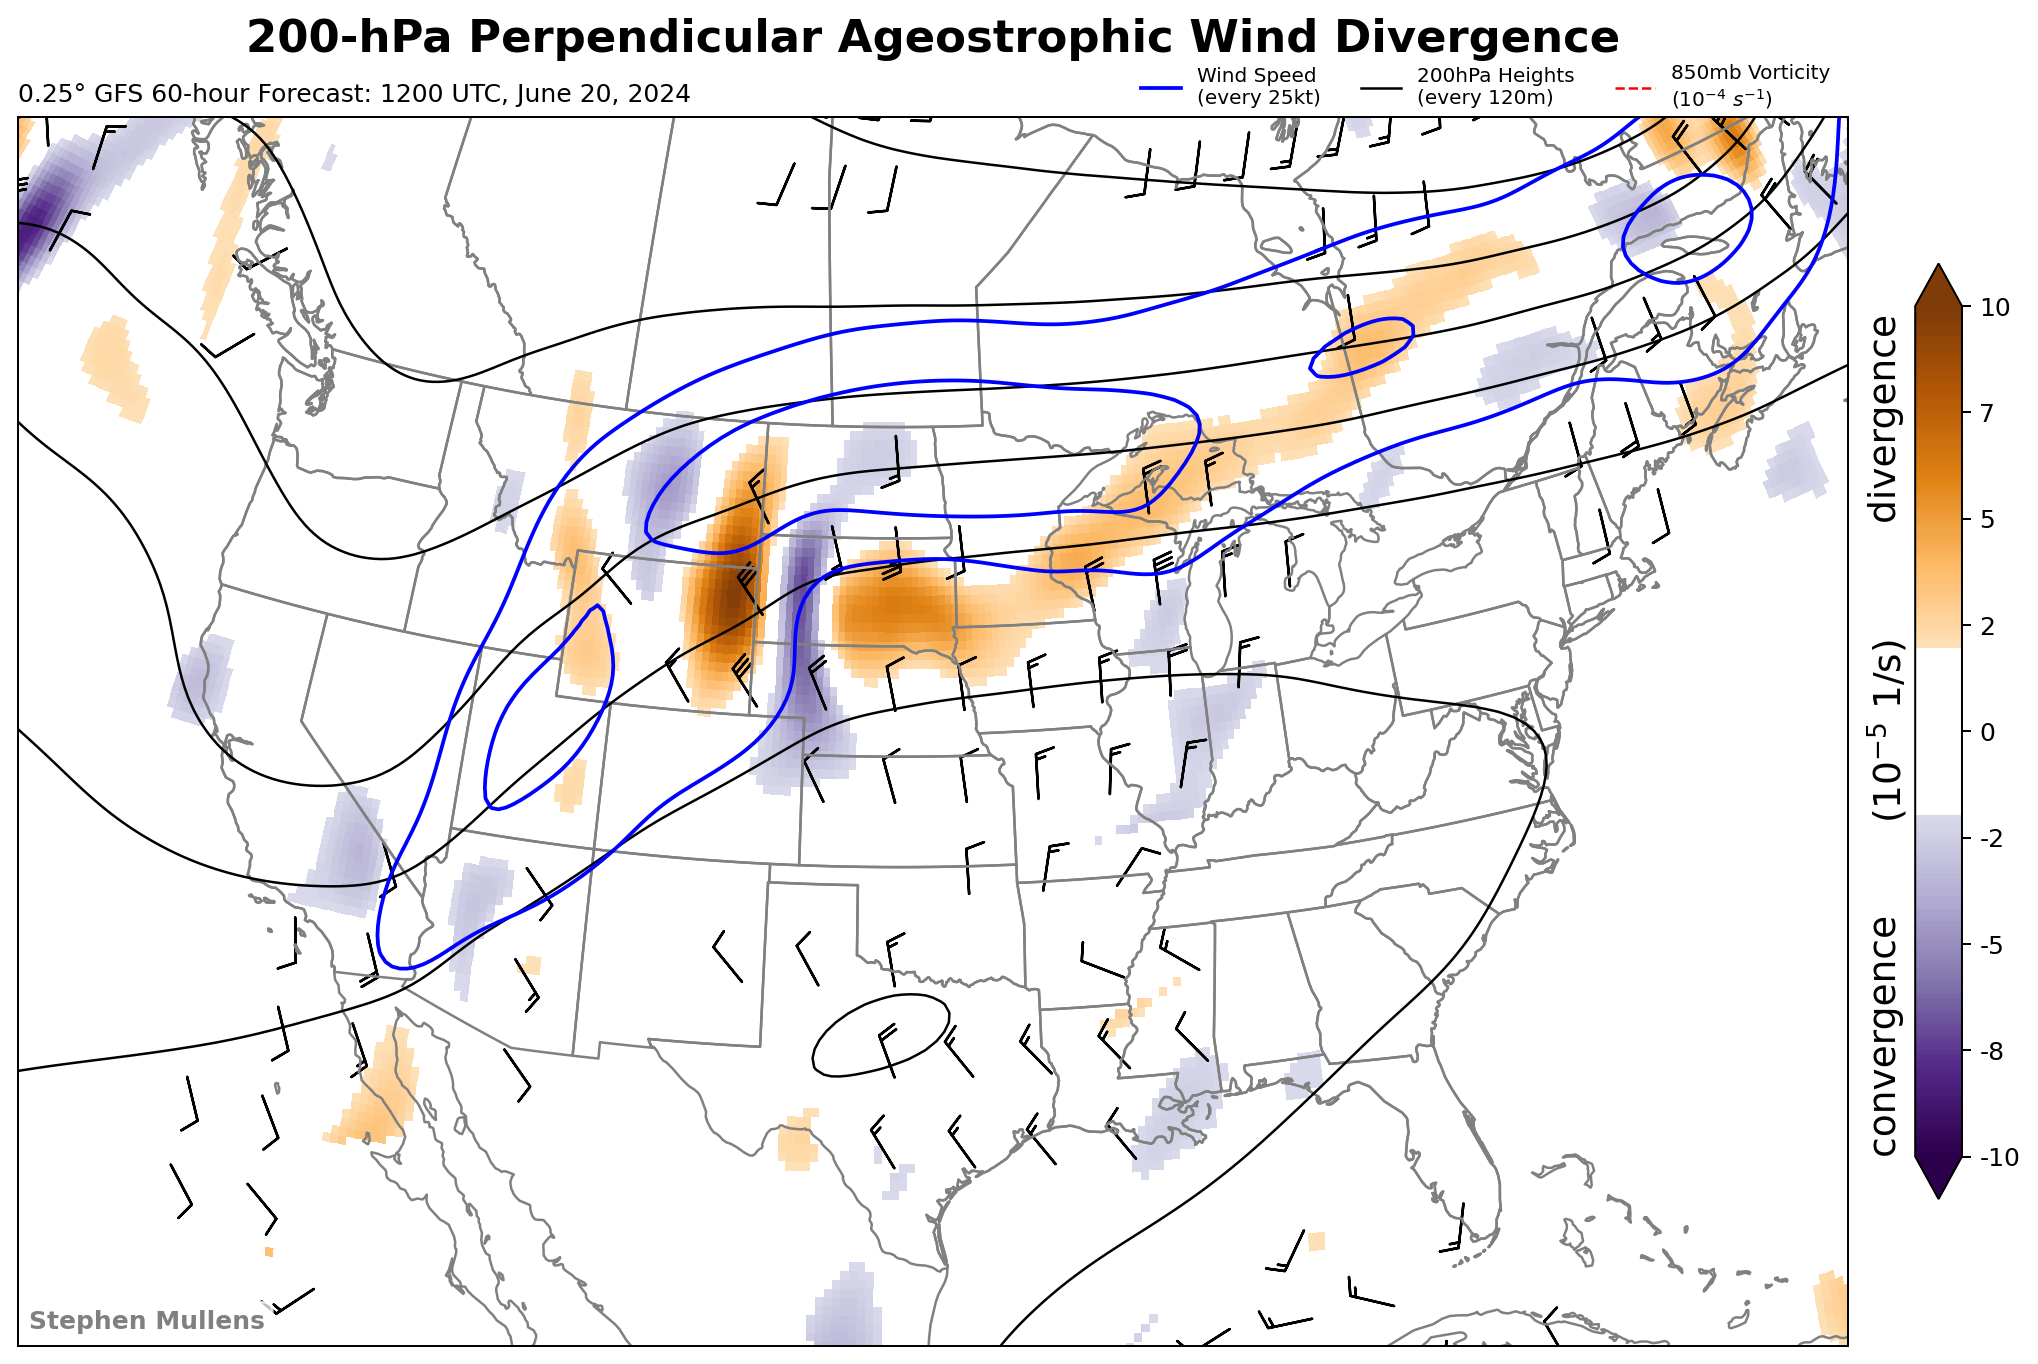 200-hPa Perpendicular Ageostrophic Wind Divergence
0.25° GFS 60-hour Forecast: 1200 UTC, June 20, 2024
Wind Speed
(every 25kt)
200hPa Heights
(every 120m)
850mb Vorticity
(10⁻⁴ s⁻¹)
10
7
5
2
0
-2
-5
-8
-10
convergence (10⁻⁵ 1/s) divergence
Stephen Mullens